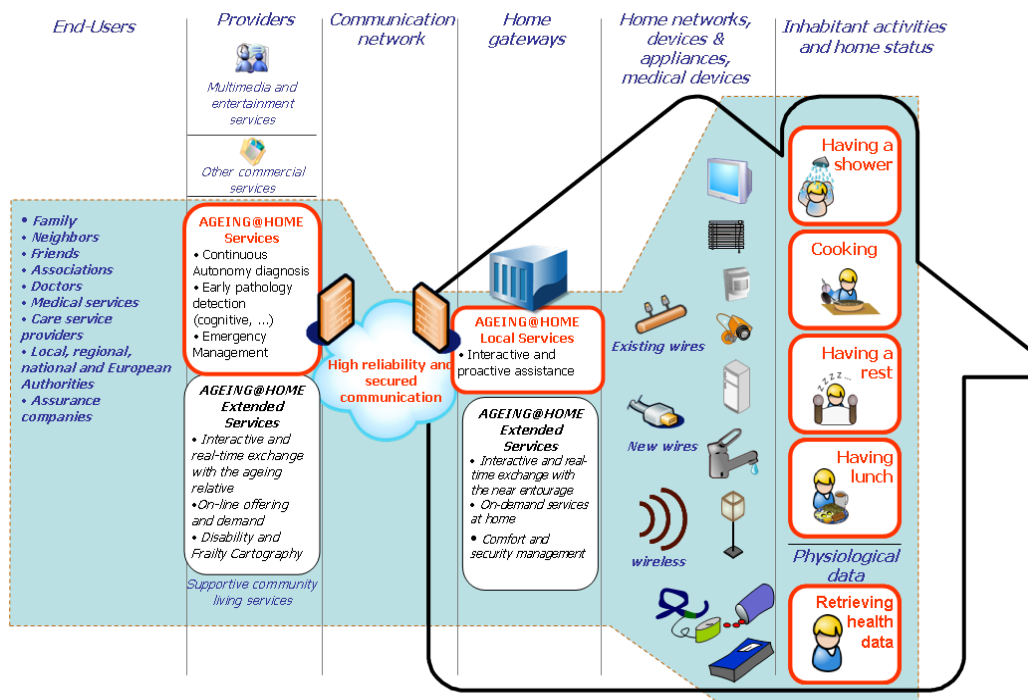 End-Users
Providers
Communication
network
Home
gateways
Home networks,
devices &
appliances,
medical devices
Inhabitant activities
and home status
Multimedia and
entertainment
services
Other commercial
services
• Family
• Neighbors
• Friends
• Associations
• Doctors
• Medical services
• Care service
providers
• Local, regional,
national and European
Authorities
• Assurance
companies
AGEING@HOME
Services
• Continuous
Autonomy diagnosis
• Early pathology
detection
(cognitive, ...)
• Emergency
Management
AGEING@HOME
Extended
Services
• Interactive and
real-time exchange
with the ageing
relative
•On-line offering
and demand
• Disability and
Frailty Cartography
Supportive community
living services
High reliability and
secured
communication
AGEING@HOME
Local Services
• Interactive and
proactive assistance
AGEING@HOME
Extended
Services
• Interactive and real-
time exchange with
the near entourage
• On-demand services
at home
• Comfort and
security management
Existing wires
New wires
wireless
Having a
shower
Cooking
Having a
rest
zzzz...
Having
lunch
Physiological
data
Retrieving
health
data